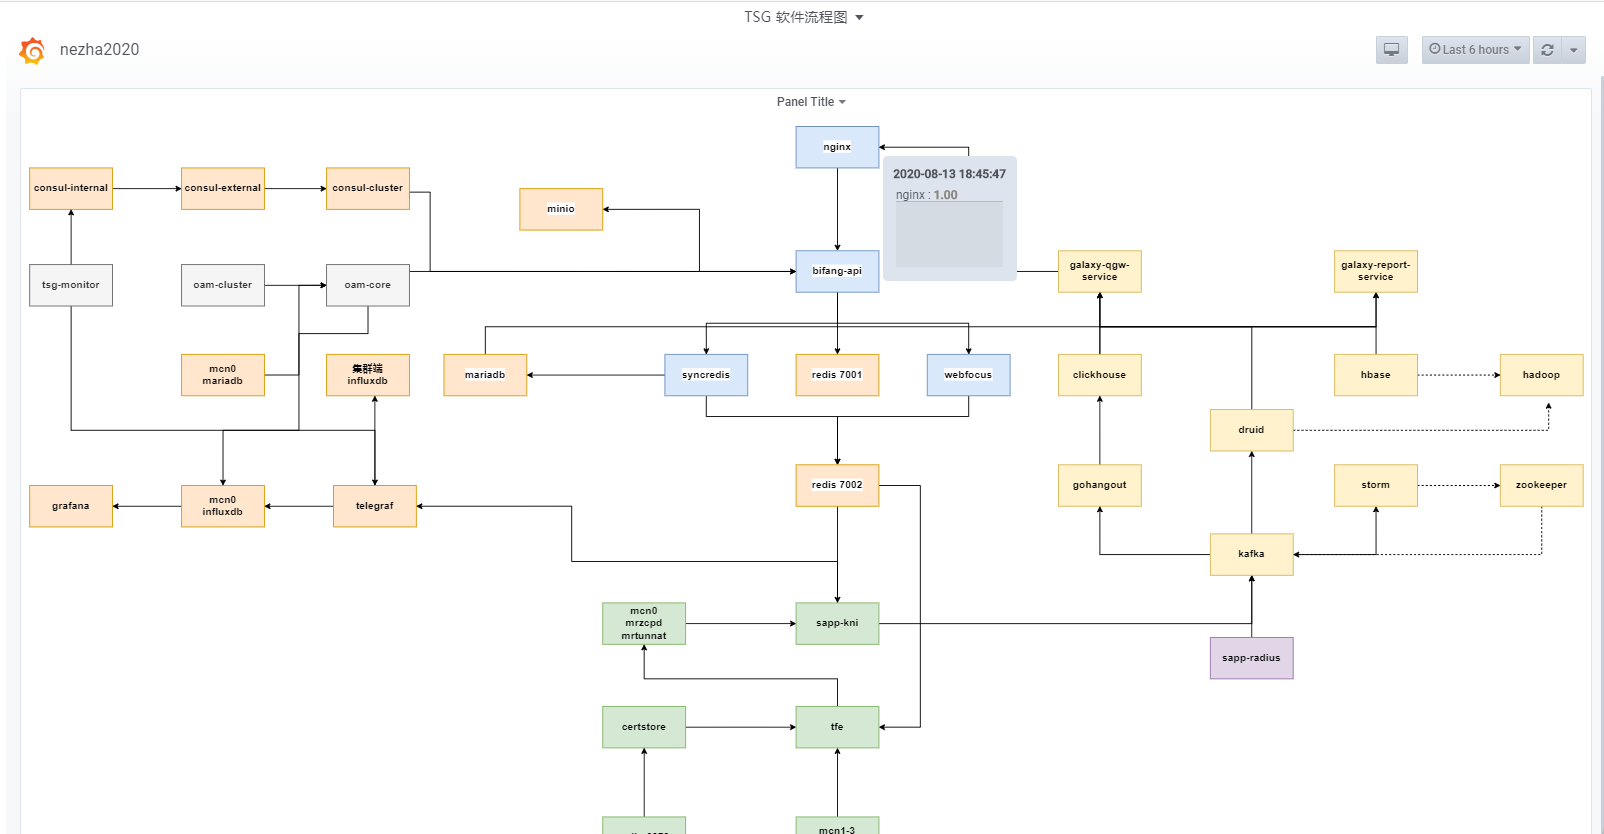 TSG 软件流程图
nezha2020
Last 6 hours
Panel Title
nginx
2020-08-13 18:45:47
nginx : 1.00
consul-internal
consul-external
consul-cluster
minio
tsg-monitor
oam-cluster
oam-core
bifang-api
galaxy-qgw-
service
galaxy-report-
service
mcn0
mariadb
集群端
influxdb
mariadb
syncredis
redis 7001
webfocus
clickhouse
hbase
hadoop
druid
grafana
mcn0
influxdb
telegraf
redis 7002
gohangout
storm
zookeeper
kafka
mcn0
mrzcpd
mrtunnat
sapp-kni
sapp-radius
certstore
tfe
mcn1-3